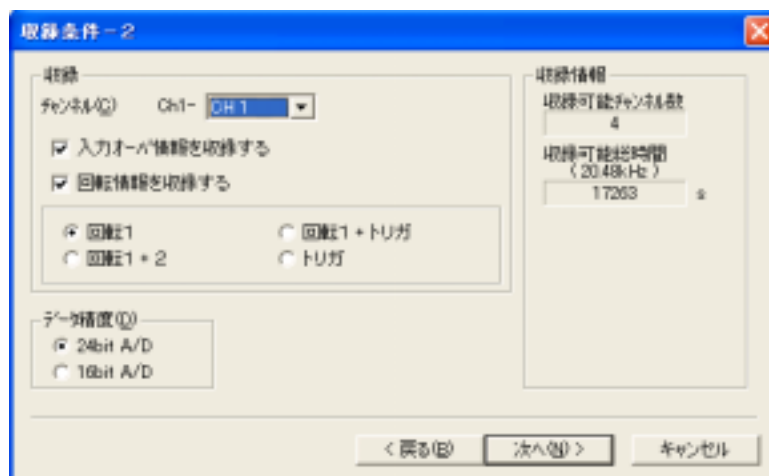 収録条件－2
収録
チャンネル(C) Ch1- CH 1
入力オーバ情報を収録する
回転情報を収録する
回転1
回転1 + トリガ
回転1 + 2
トリガ
データ精度(D)
24bit A/D
16bit A/D
収録情報
収録可能チャンネル数
4
収録可能総時間
( 20.48kHz )
17263 s
< 戻る(B) 次へ(N) > キャンセル